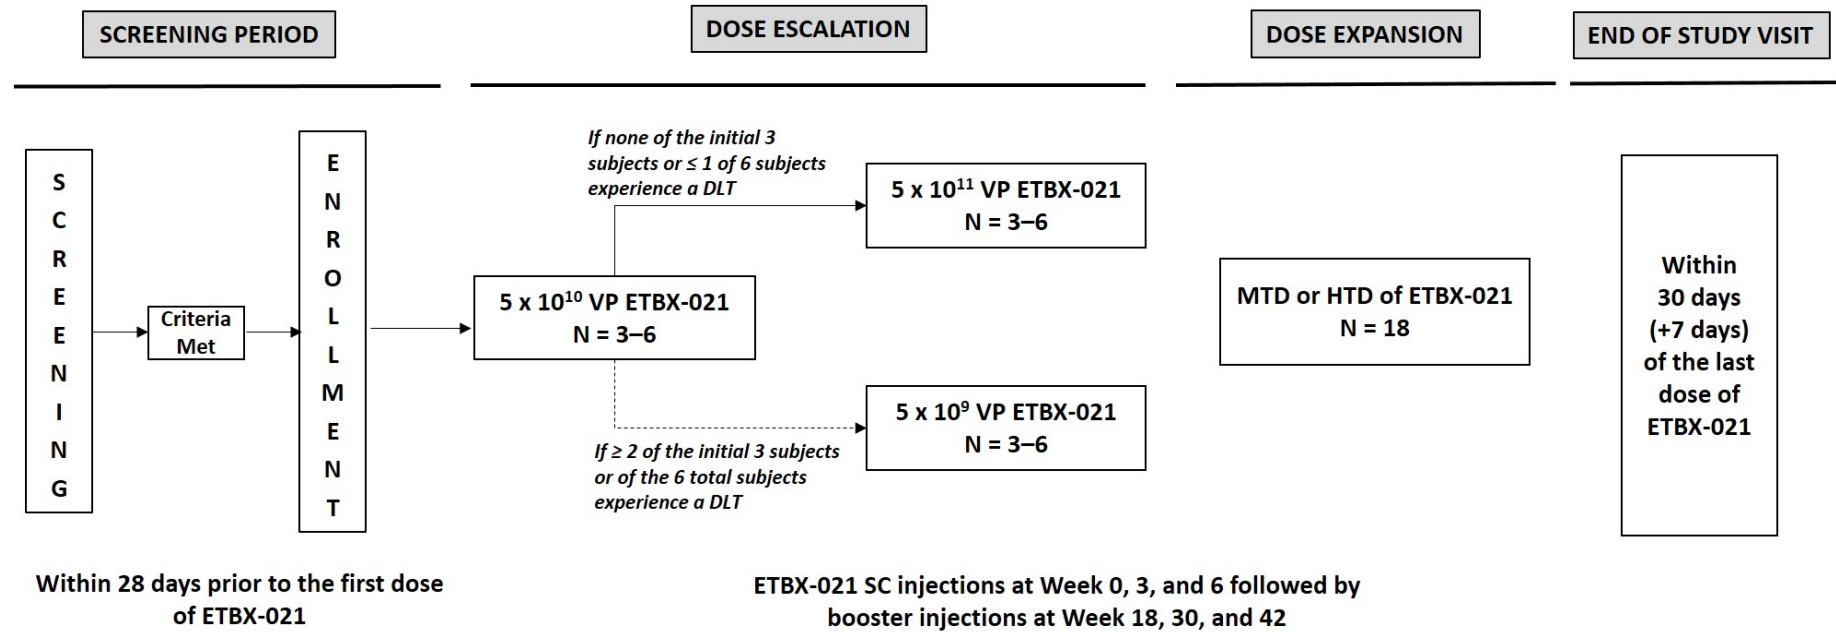 SCREENING PERIOD
DOSE ESCALATION
DOSE EXPANSION
END OF STUDY VISIT
S
C
R
E
E
N
I
N
G
Criteria
Met
E
N
R
O
L
L
M
E
N
T
If none of the initial 3
subjects or ≤ 1 of 6 subjects
experience a DLT
5 x 10¹⁰ VP ETBX-021
N = 3–6
5 x 10¹¹ VP ETBX-021
N = 3–6
5 x 10⁹ VP ETBX-021
N = 3–6
If ≥ 2 of the initial 3 subjects
or of the 6 total subjects
experience a DLT
MTD or HTD of ETBX-021
N = 18
Within
30 days
(+7 days)
of the last
dose of
ETBX-021
Within 28 days prior to the first dose
of ETBX-021
ETBX-021 SC injections at Week 0, 3, and 6 followed by
booster injections at Week 18, 30, and 42